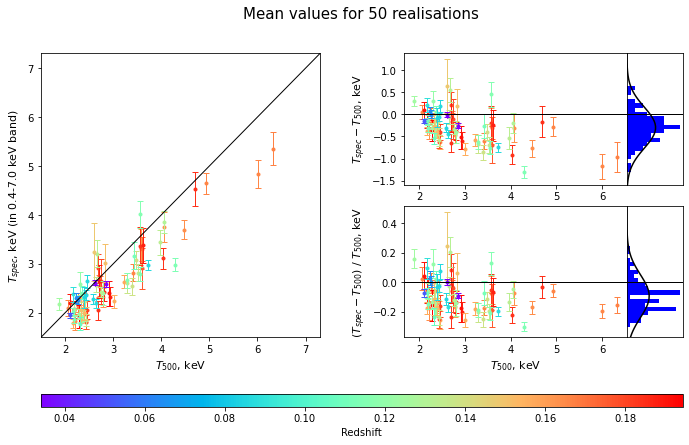 Mean values for 50 realisations
T_spec, keV (in 0.4-7.0 keV band)
7
6
5
4
3
2
2 3 4 5 6 7
T_500, keV
T_spec − T_500, keV
1.0
0.5
0.0
−0.5
−1.0
−1.5
2 3 4 5 6
(T_spec − T_500) / T_500, keV
0.4
0.2
0.0
−0.2
2 3 4 5 6
T_500, keV
0.04 0.06 0.08 0.10 0.12 0.14 0.16 0.18
Redshift